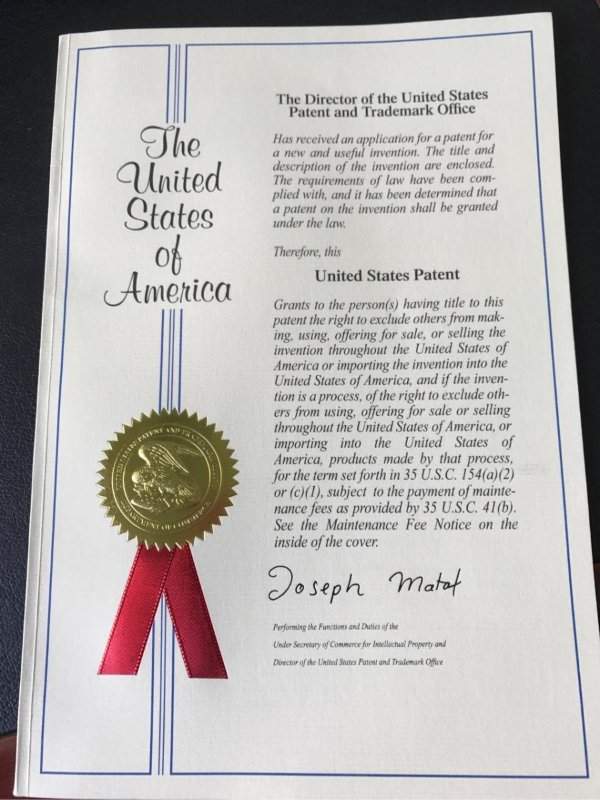 The
United
States
of
America
The Director of the United States
Patent and Trademark Office
Has received an application for a patent for
a new and useful invention. The title and
description of the invention are enclosed.
The requirements of law have been com-
plied with, and it has been determined that
a patent on the invention shall be granted
under the law.
Therefore, this
United States Patent
Grants to the person(s) having title to this
patent the right to exclude others from mak-
ing, using, offering for sale, or selling the
invention throughout the United States of
America or importing the invention into the
United States of America, and if the inven-
tion is a process, of the right to exclude oth-
ers from using, offering for sale or selling
throughout the United States of America, or
importing into the United States of
America, products made by that process,
for the term set forth in 35 U.S.C. 154(a)(2)
or (c)(1), subject to the payment of mainte-
nance fees as provided by 35 U.S.C. 41(b).
See the Maintenance Fee Notice on the
inside of the cover.
Joseph Matal
Performing the Functions and Duties of the
Under Secretary of Commerce for Intellectual Property and
Director of the United States Patent and Trademark Office